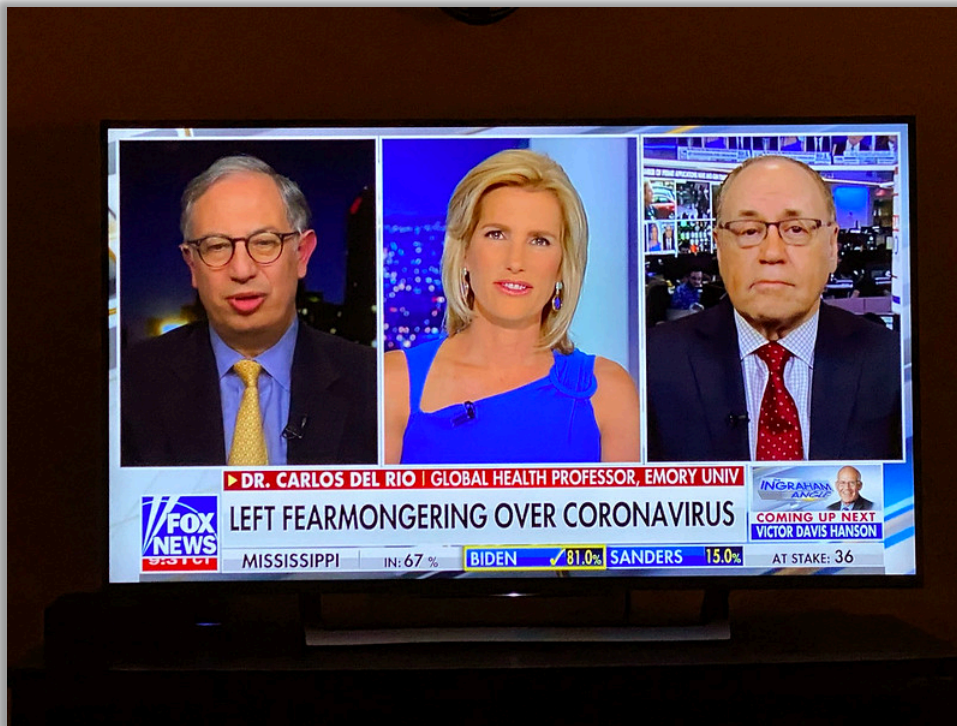 ▶DR. CARLOS DEL RIO | GLOBAL HEALTH PROFESSOR, EMORY UNIV
LEFT FEARMONGERING OVER CORONAVIRUS
FOX
NEWS
THE
INGRAHAM
ANGLE
COMING UP NEXT
VICTOR DAVIS HANSON
MISSISSIPPI IN: 67 % BIDEN ✓81.0% SANDERS 15.0% AT STAKE: 36